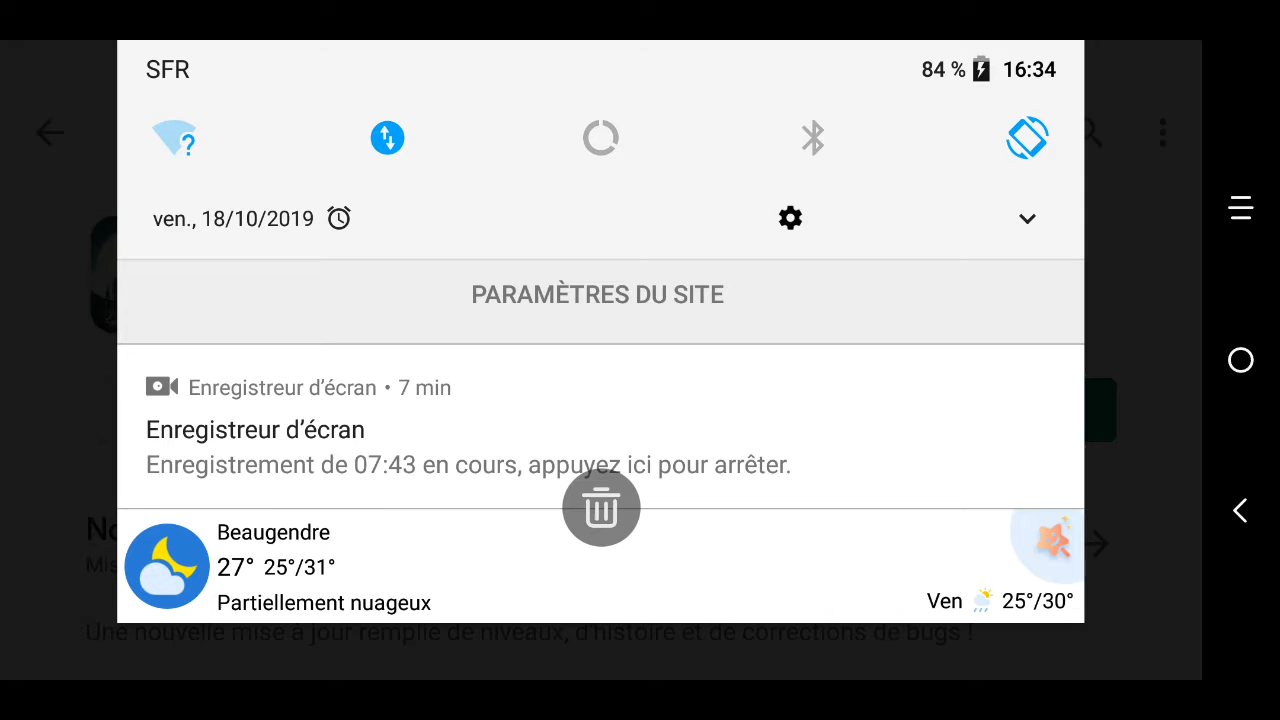 SFR
84 % 16:34
ven., 18/10/2019
PARAMÈTRES DU SITE
Enregistreur d'écran • 7 min
Enregistreur d'écran
Enregistrement de 07:43 en cours, appuyez ici pour arrêter.
Beaugendre
27° 25°/31°
Partiellement nuageux
Ven 25°/30°
Une nouvelle mise à jour remplie de niveaux, d'histoire et de corrections de bugs !